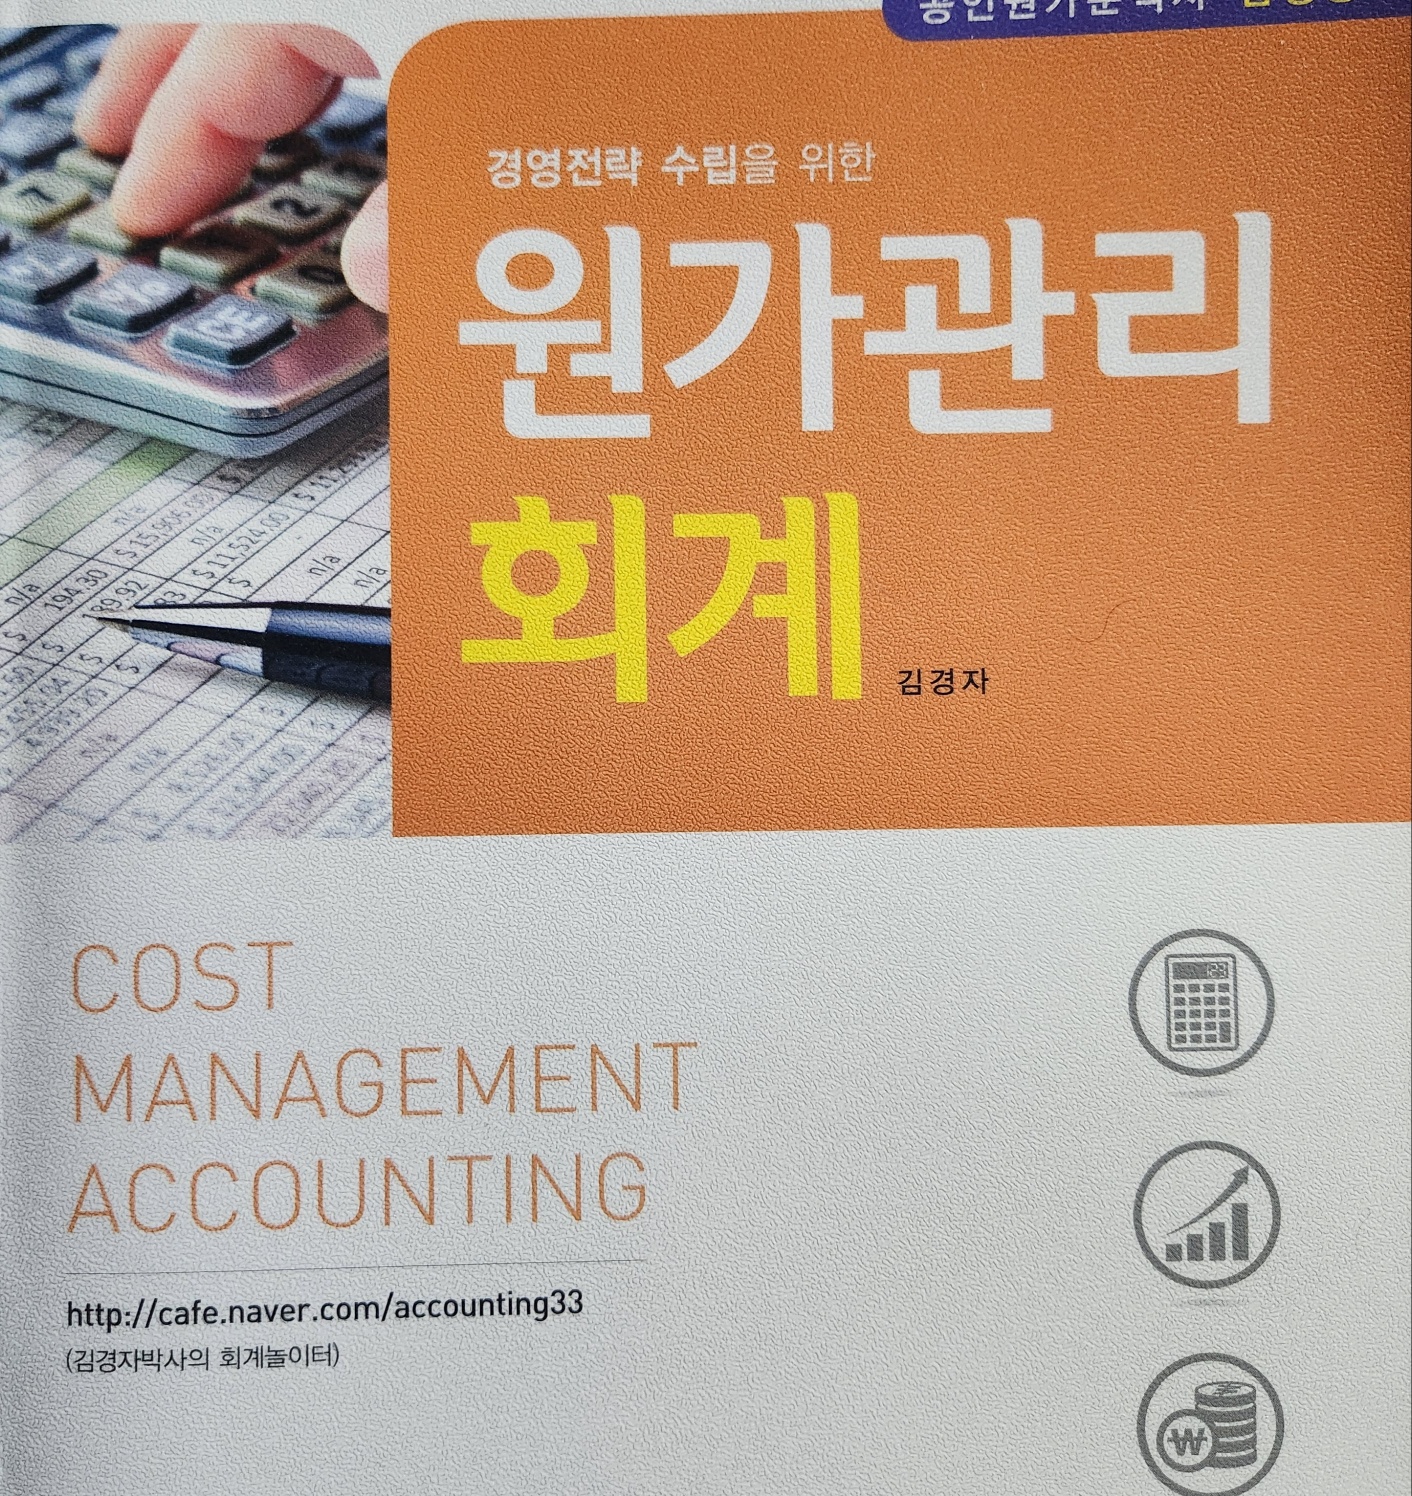 경영전략 수립을 위한
원가관리
회계
김경자
COST
MANAGEMENT
ACCOUNTING
http://cafe.naver.com/accounting33
(김경자박사의 회계놀이터)